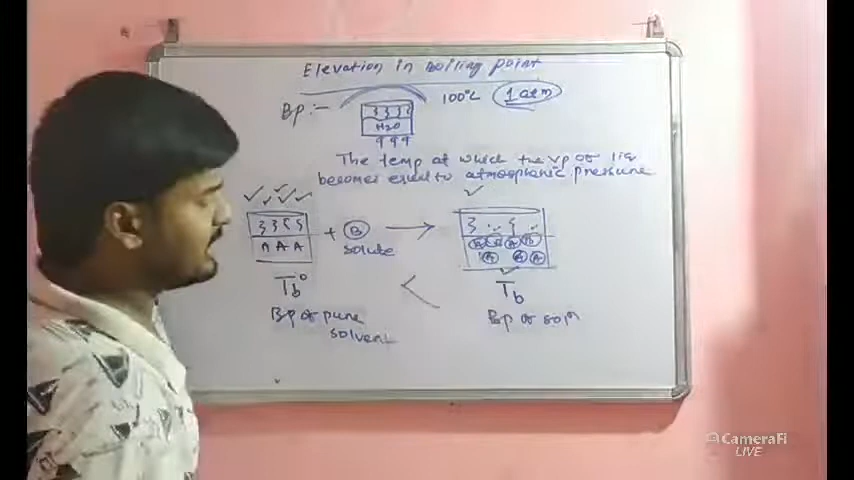 Elevation in Boiling point
Bp :- 100°C 1 atm
H2O
The temp at which the vp of liq
becomes equal to atmospheric pressure
A A A + B solute
A A B
A A A
Tb° < Tb
Bp of pure solvent
Bp of soln
CameraFi
LIVE